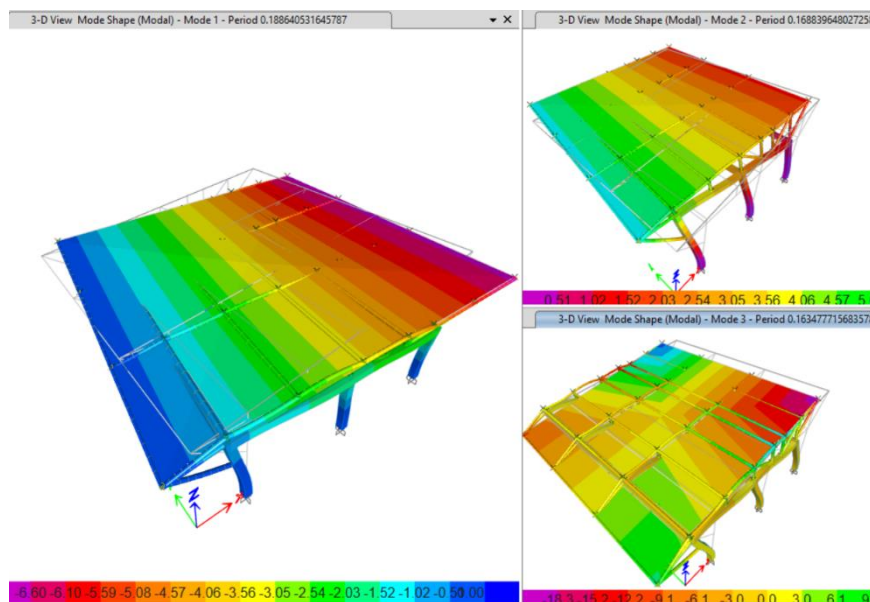 3-D View Mode Shape (Modal) - Mode 1 - Period 0.188640531645787
-6.60 -6.10 -5.59 -5.08 -4.57 -4.06 -3.56 -3.05 -2.54 -2.03 -1.52 -1.02 -0.50
3-D View Mode Shape (Modal) - Mode 2 - Period 0.16883964802725
0.51 1.02 1.52 2.03 2.54 3.05 3.56 4.06 4.57 5
3-D View Mode Shape (Modal) - Mode 3 - Period 0.1634777156835
-18.3 -15.2 -12.2 -9.1 -6.1 -3.0 0.0 3.0 6.1 9